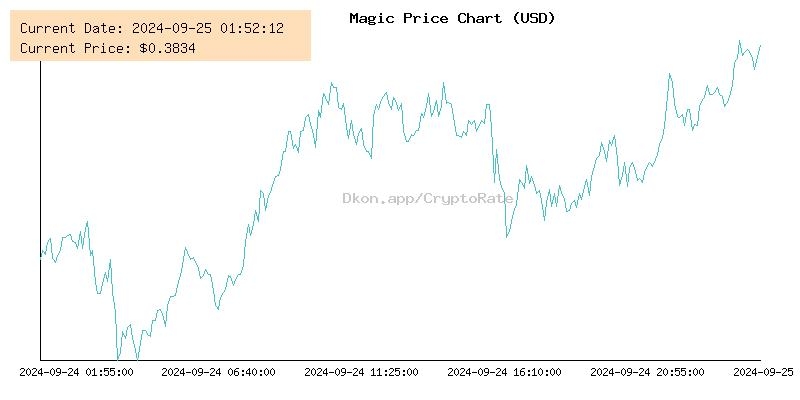 Magic Price Chart (USD)
Current Date: 2024-09-25 01:52:12
Current Price: $0.3834
Dkon.app/CryptoRate
2024-09-24 01:55:00 2024-09-24 06:40:00 2024-09-24 11:25:00 2024-09-24 16:10:00 2024-09-24 20:55:00 2024-09-25